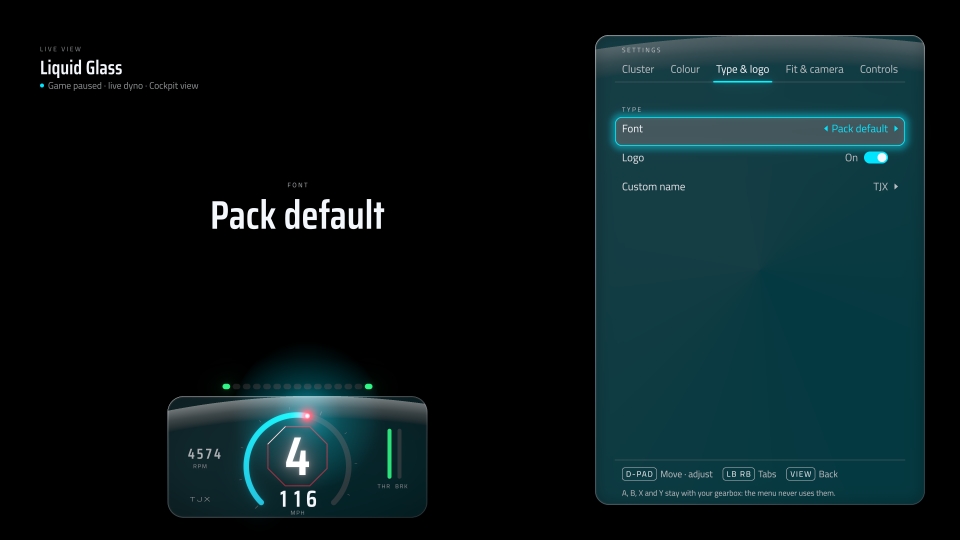 LIVE VIEW
Liquid Glass
Game paused · live dyno · Cockpit view
FONT
Pack default
4574
RPM
TJX
4
116
MPH
THR BRK
SETTINGS
Cluster Colour Type & logo Fit & camera Controls
TYPE
Font Pack default
Logo On
Custom name TJX
D-PAD Move · adjust LB RB Tabs VIEW Back
A, B, X and Y stay with your gearbox: the menu never uses them.